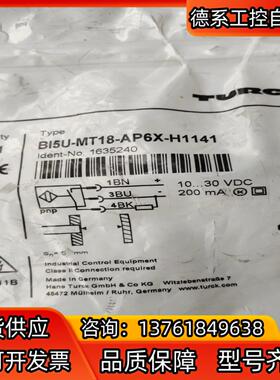 德系工控自
TURCK
Type
BI5U-MT18-AP6X-H1141
Ident-No. 1635240
1BN
3BU
4BK
pnp
10...30 VDC
200 mA
Industrial Control Equipment
Class II Connection required
Made in Germany
Hans Turck GmbH & Co KG Witzlebenstraße 7
45472 Mülheim / Ruhr, Germany
货供应
咨询：13761849638
可开发票
品质保障
型号齐